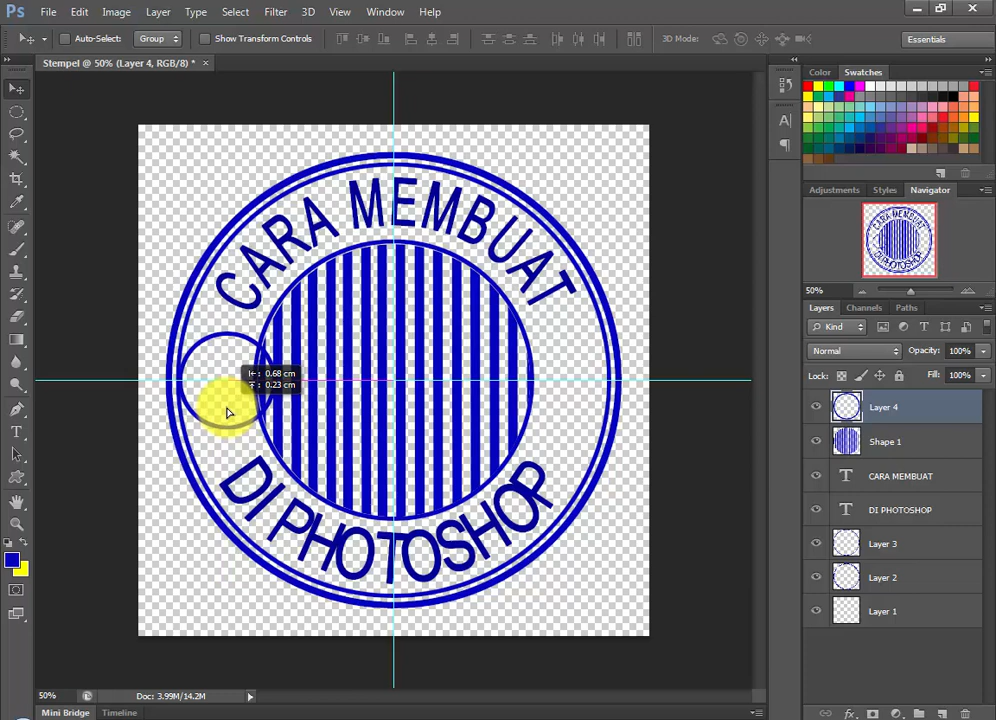 Ps File Edit Image Layer Type Select Filter 3D View Window Help
Auto-Select: Group Show Transform Controls 3D Mode: Essentials
Stempel @ 50% (Layer 4, RGB/8) * ×
Color Swatches
CARA MEMBUAT
DI PHOTOSHOP
: 0.68 cm
: 0.23 cm
Adjustments Styles Navigator
50%
Layers Channels Paths
Kind
Normal Opacity: 100%
Lock: Fill: 100%
Layer 4
Shape 1
T CARA MEMBUAT
T DI PHOTOSHOP
Layer 3
Layer 2
Layer 1
50% Doc: 3.99M/14.2M
Mini Bridge Timeline